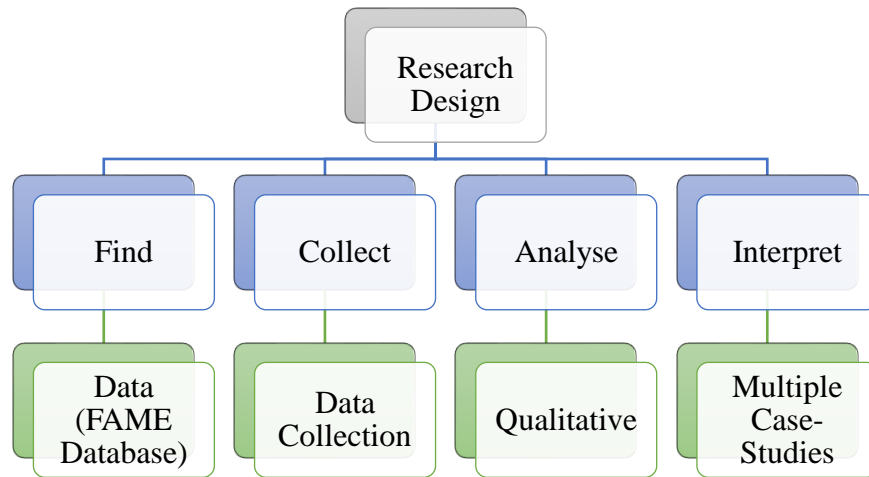 Research
Design
Find
Collect
Analyse
Interpret
Data
(FAME
Database)
Data
Collection
Qualitative
Multiple
Case-
Studies